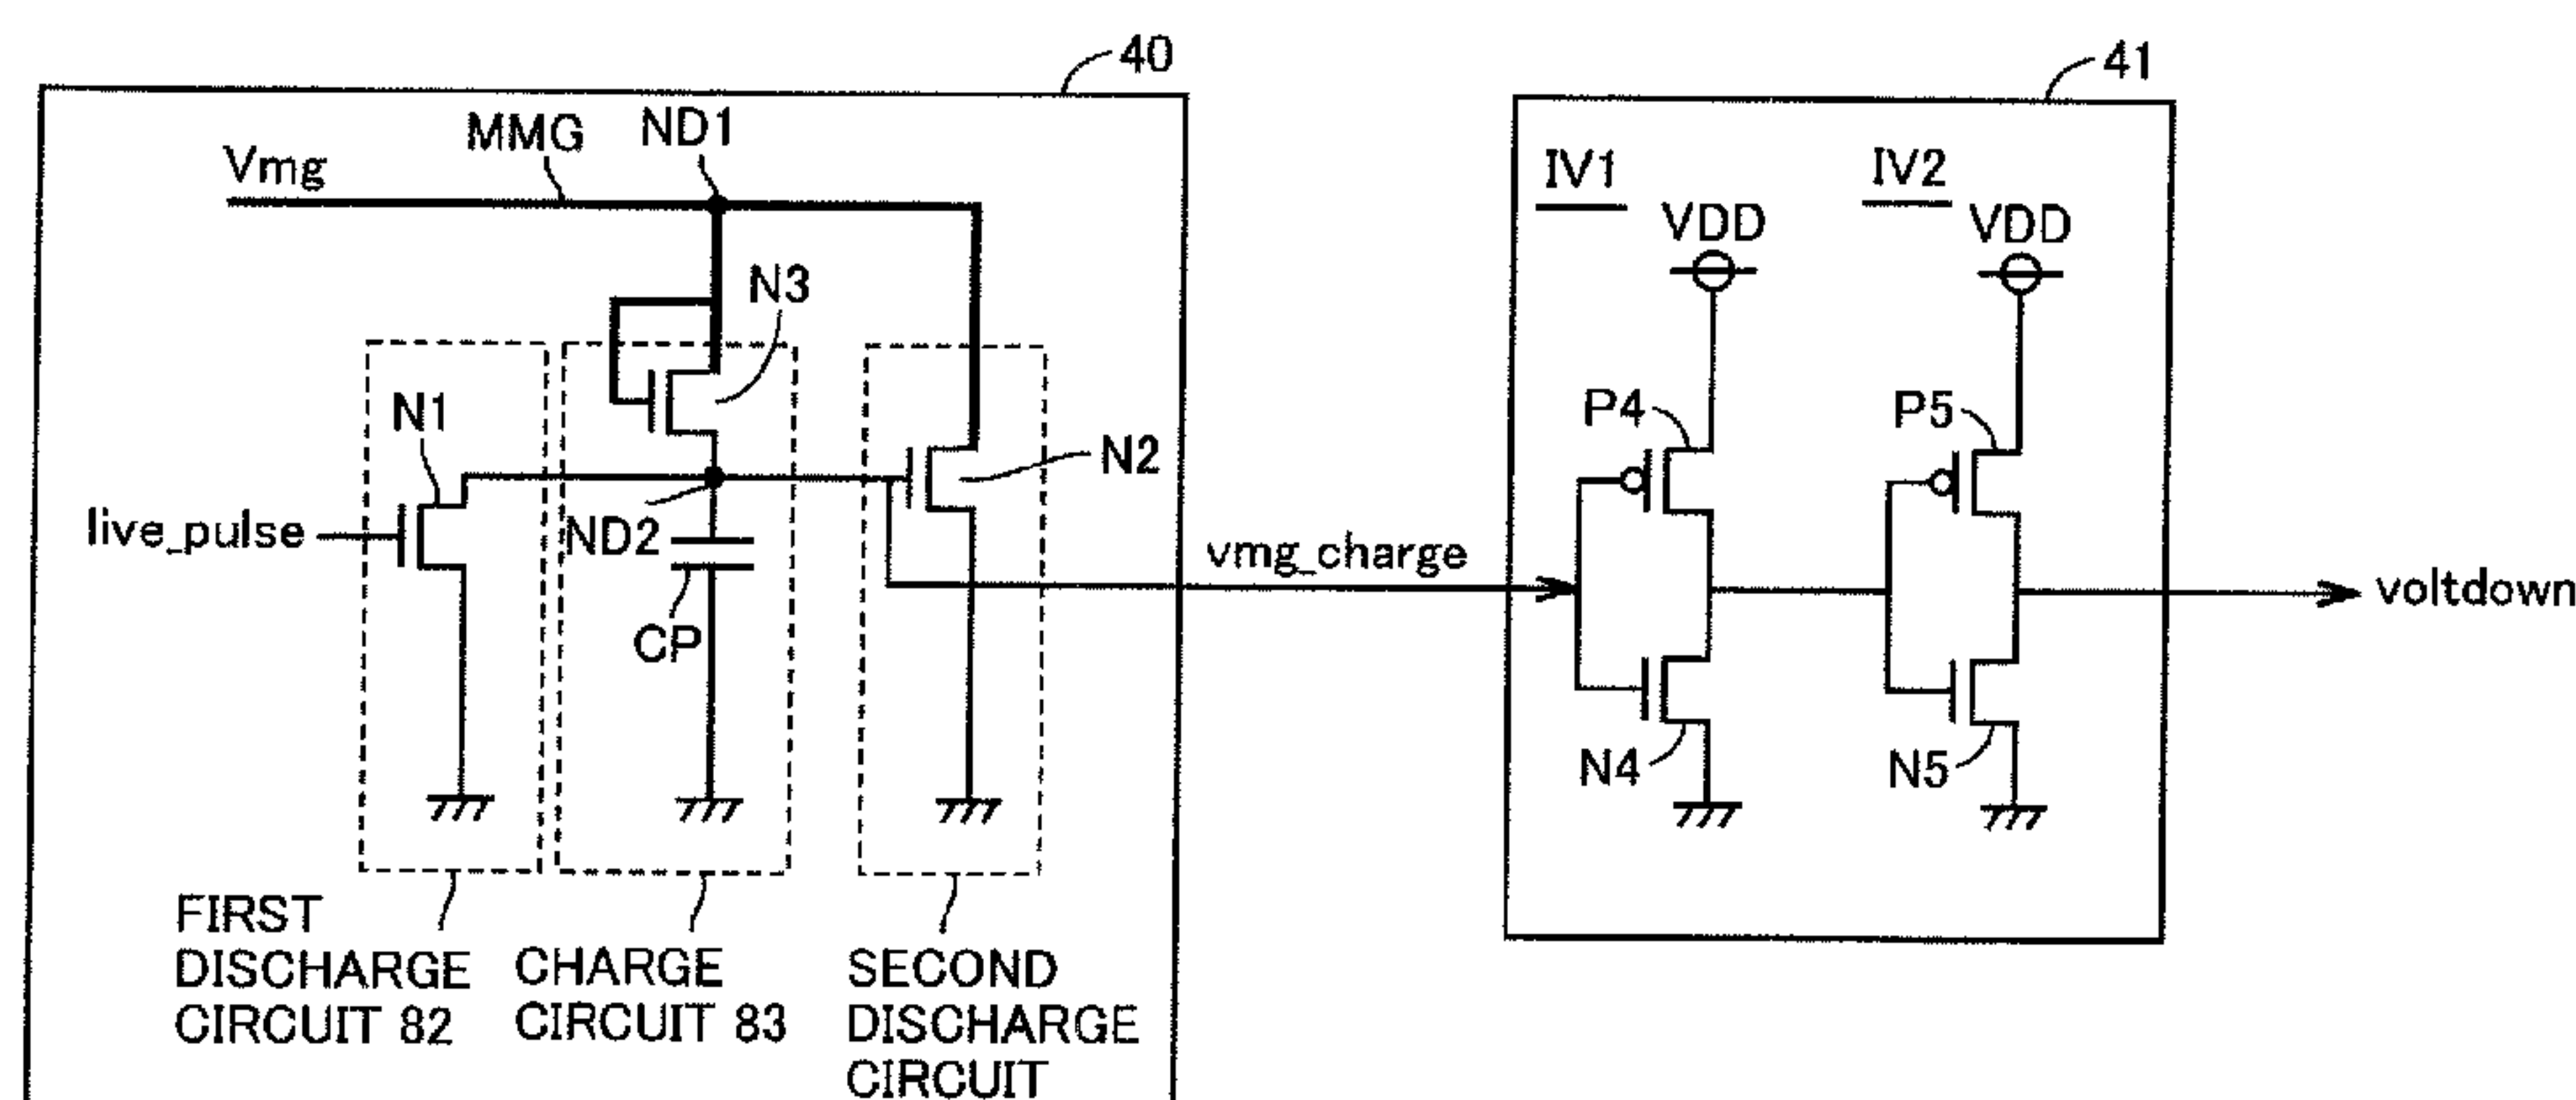 40
41
MMG
ND1
Vmg
IV1
IV2
VDD
VDD
N3
N1
P4
P5
N2
live_pulse
ND2
vmg_charge
voltdown
CP
N4
N5
FIRST
DISCHARGE
CIRCUIT 82
CHARGE
CIRCUIT 83
SECOND
DISCHARGE
CIRCUIT